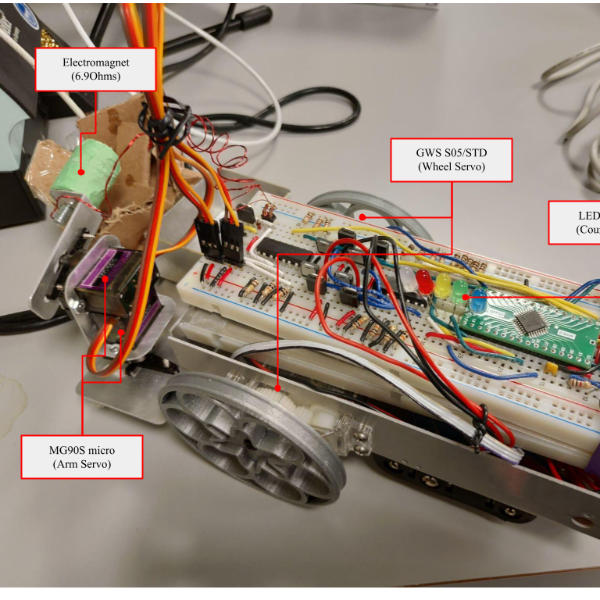 Electromagnet
(6.9Ohms)
GWS S05/STD
(Wheel Servo)
LED
(Cou
MG90S micro
(Arm Servo)